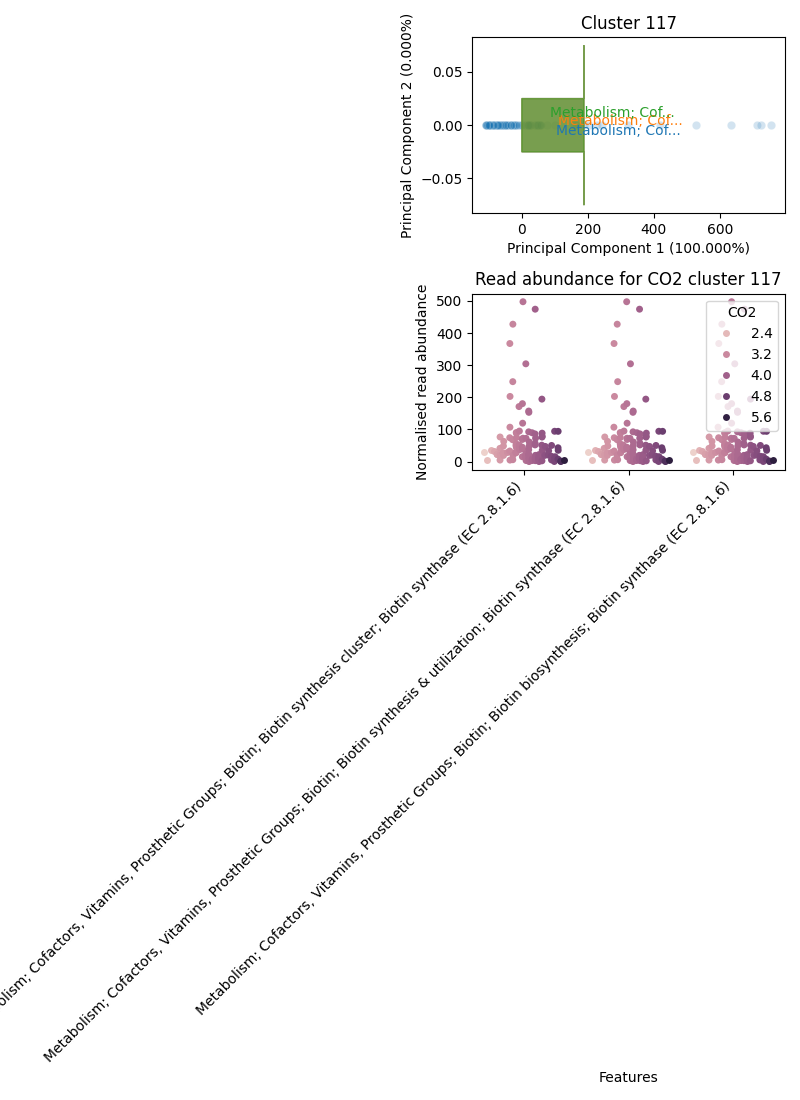 Cluster 117
Principal Component 2 (0.000%)
0.05
0.00
−0.05
Metabolism; Cof...
Metabolism; Cof...
Metabolism; Cof...
0
200
400
600
Principal Component 1 (100.000%)
Read abundance for CO2 cluster 117
Normalised read abundance
500
400
300
200
100
0
CO2
2.4
3.2
4.0
4.8
5.6
olism; Cofactors, Vitamins, Prosthetic Groups; Biotin; Biotin synthesis cluster; Biotin synthase (EC 2.8.1.6)
Metabolism; Cofactors, Vitamins, Prosthetic Groups; Biotin; Biotin synthesis & utilization; Biotin synthase (EC 2.8.1.6)
Metabolism; Cofactors, Vitamins, Prosthetic Groups; Biotin; Biotin biosynthesis; Biotin synthase (EC 2.8.1.6)
Features